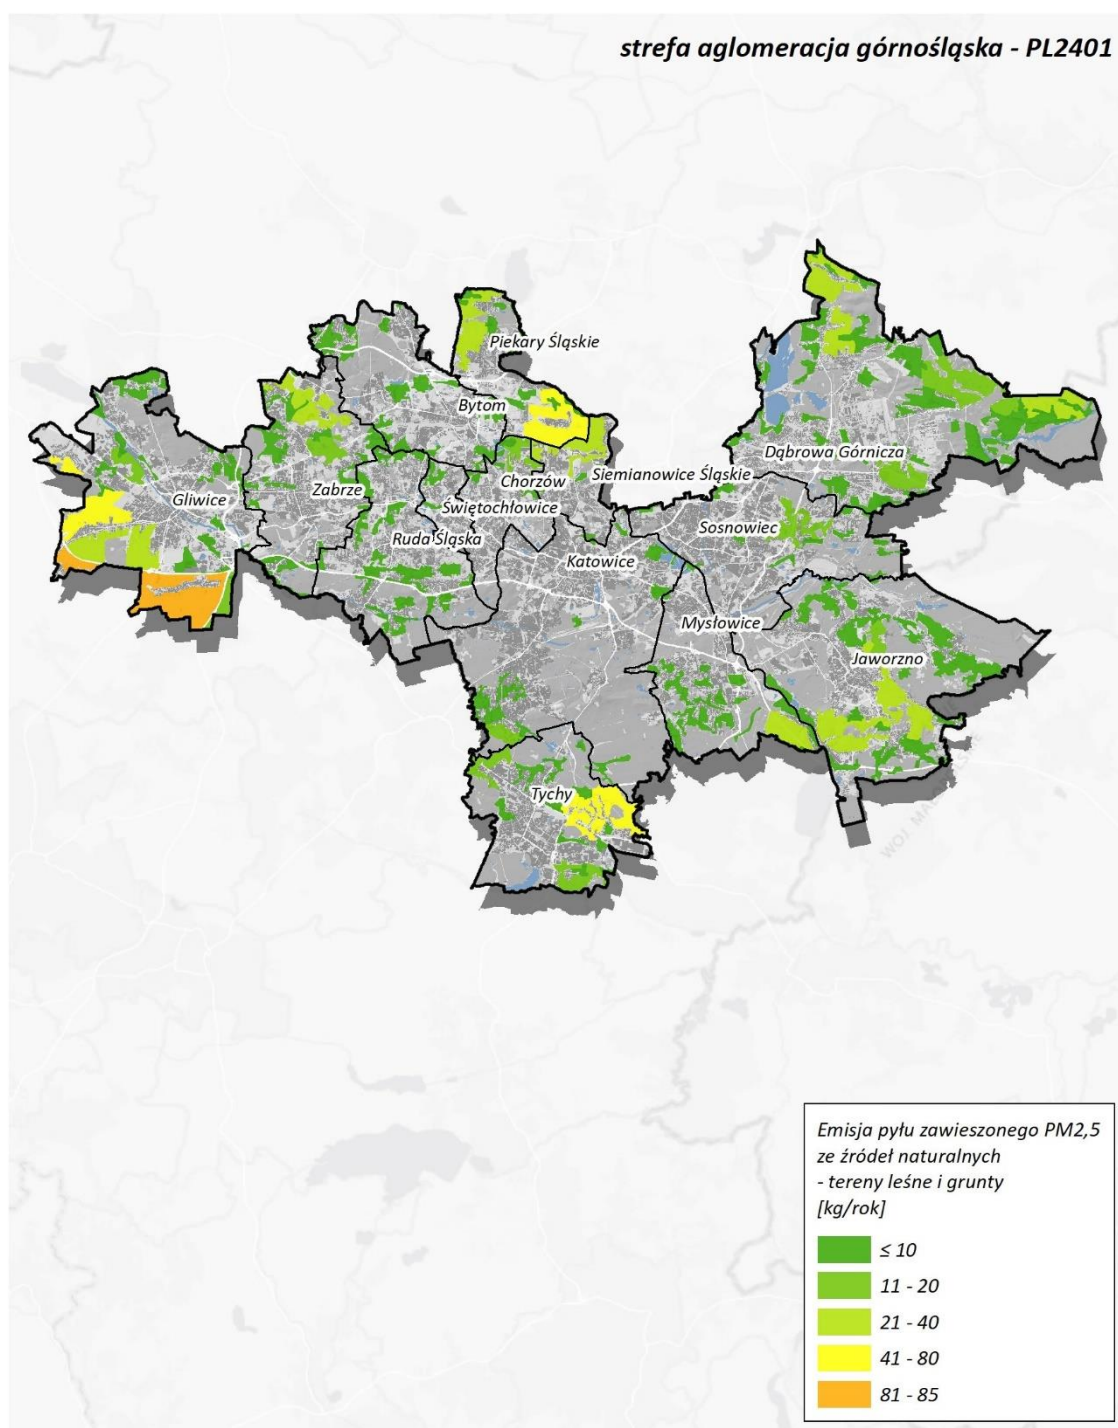 strefa aglomeracja górnośląska - PL2401
Piekary Śląskie
Bytom
Dąbrowa Górnicza
Siemianowice Śląskie
Chorzów
Zabrze
Gliwice
Świętochłowice
Sosnowiec
Ruda Śląska
Katowice
Mysłowice
Jaworzno
Tychy
Emisja pyłu zawieszonego PM2,5
ze źródeł naturalnych
- tereny leśne i grunty
[kg/rok]
≤ 10
11 - 20
21 - 40
41 - 80
81 - 85